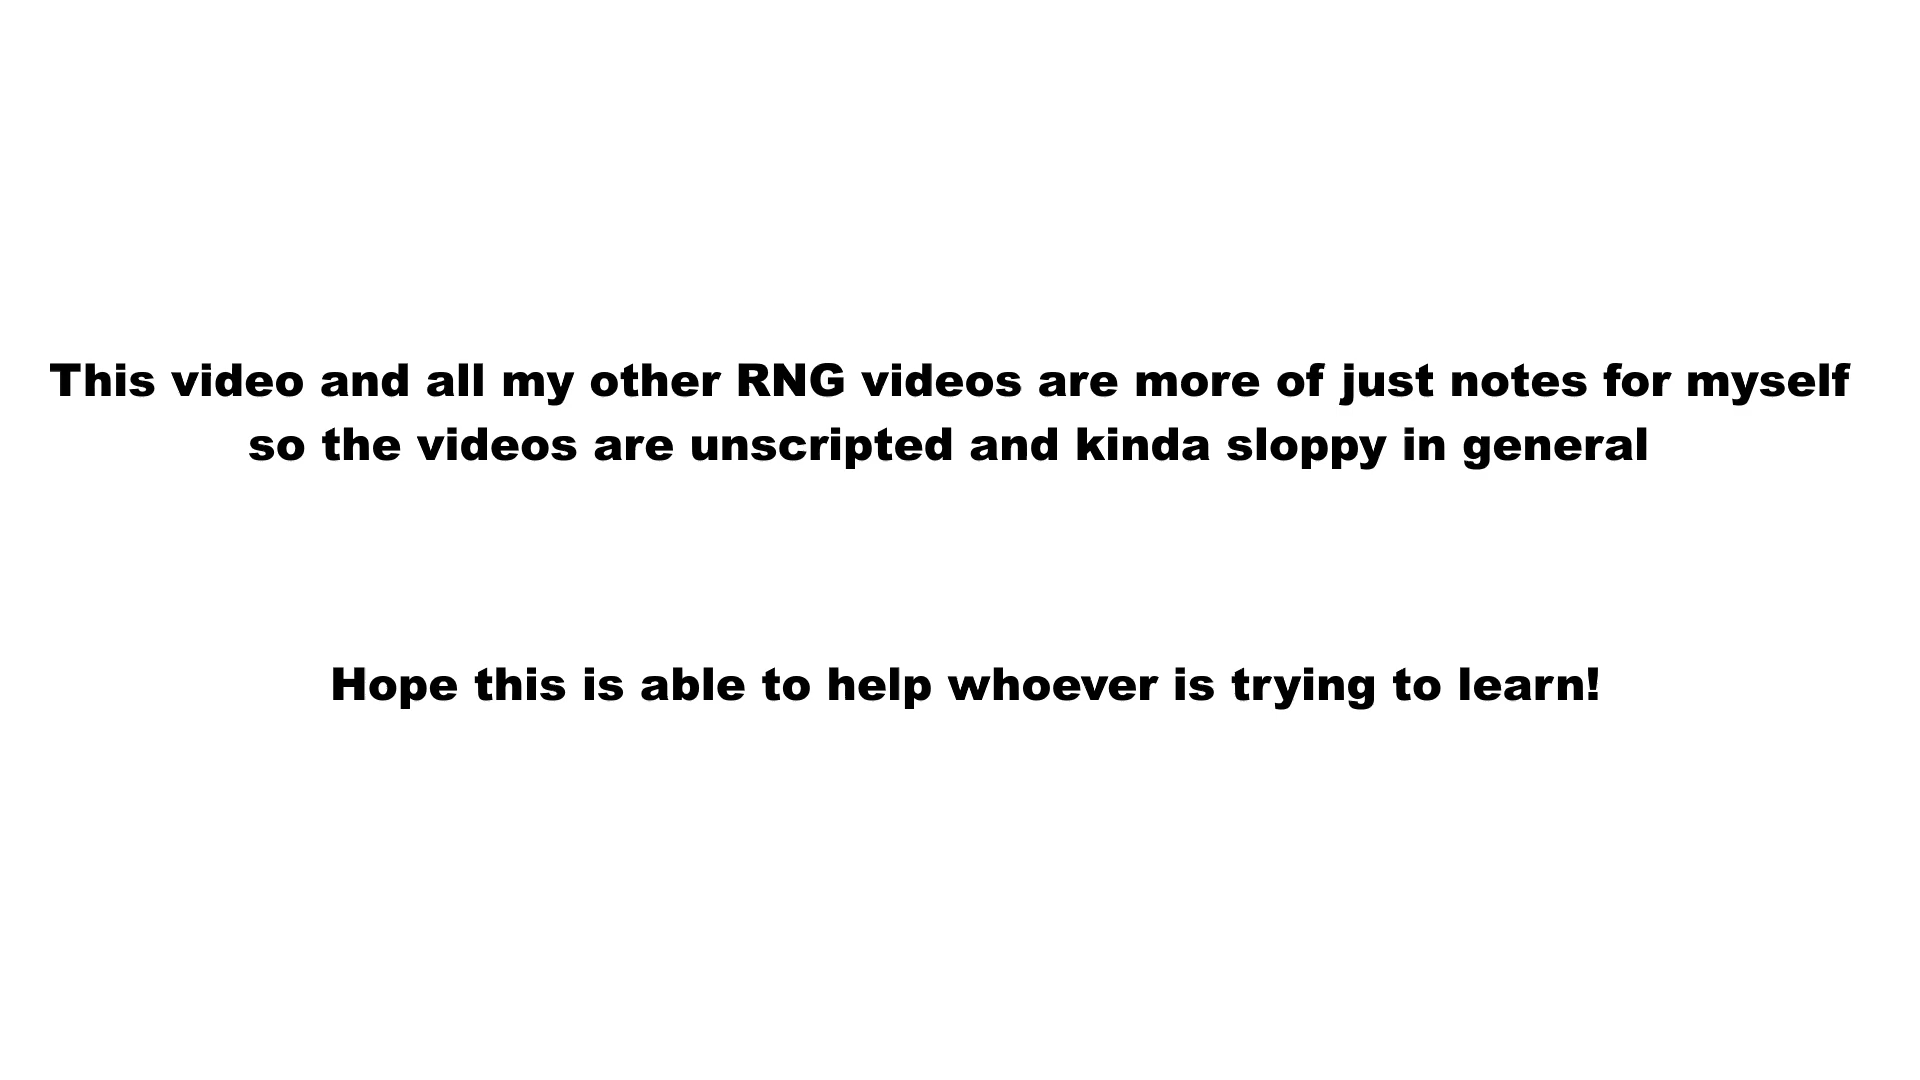 This video and all my other RNG videos are more of just notes for myself
so the videos are unscripted and kinda sloppy in general
Hope this is able to help whoever is trying to learn!